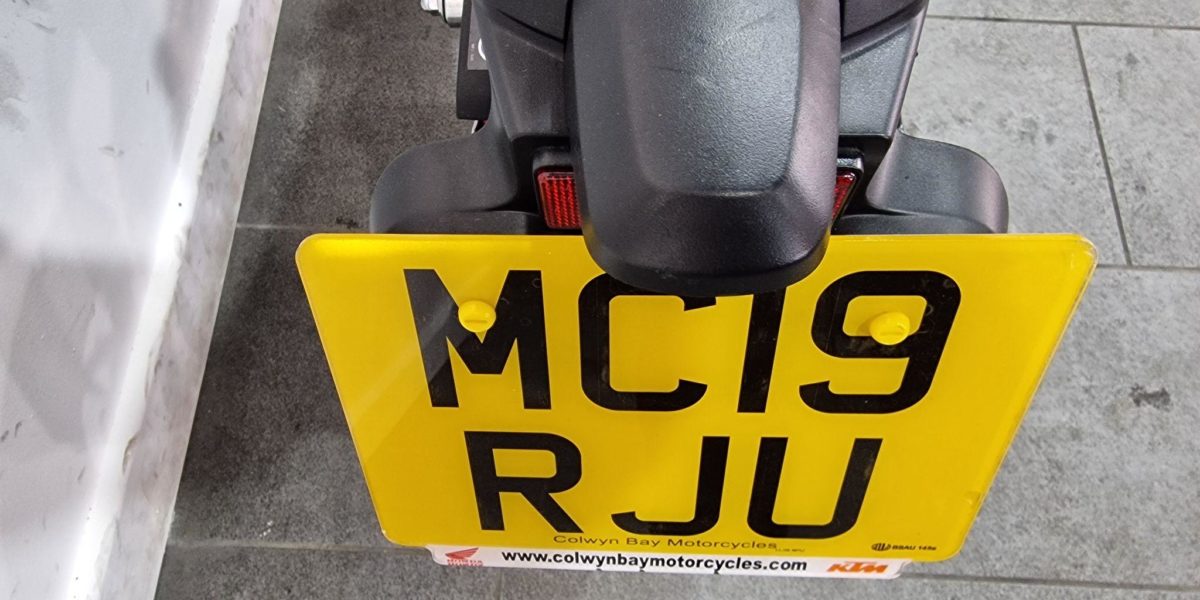 MC19
RJU
Colwyn Bay Motorcycles
BSAU 145e
www.colwynbaymotorcycles.com
KTM